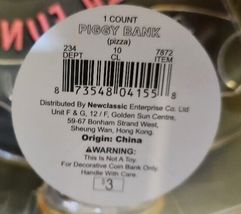 1 COUNT
PIGGY BANK
(pizza)
234 10 7872
DEPT CL ITEM
8 73548 04155 8
Distributed By Newclassic Enterprise Co. Ltd
Unit F & G, 12 / F, Golden Sun Centre,
59-67 Bonham Strand West,
Sheung Wan, Hong Kong.
Origin: China
⚠WARNING:
This Is Not A Toy.
For Decorative Coin Bank Only.
Handle With Care.
$3